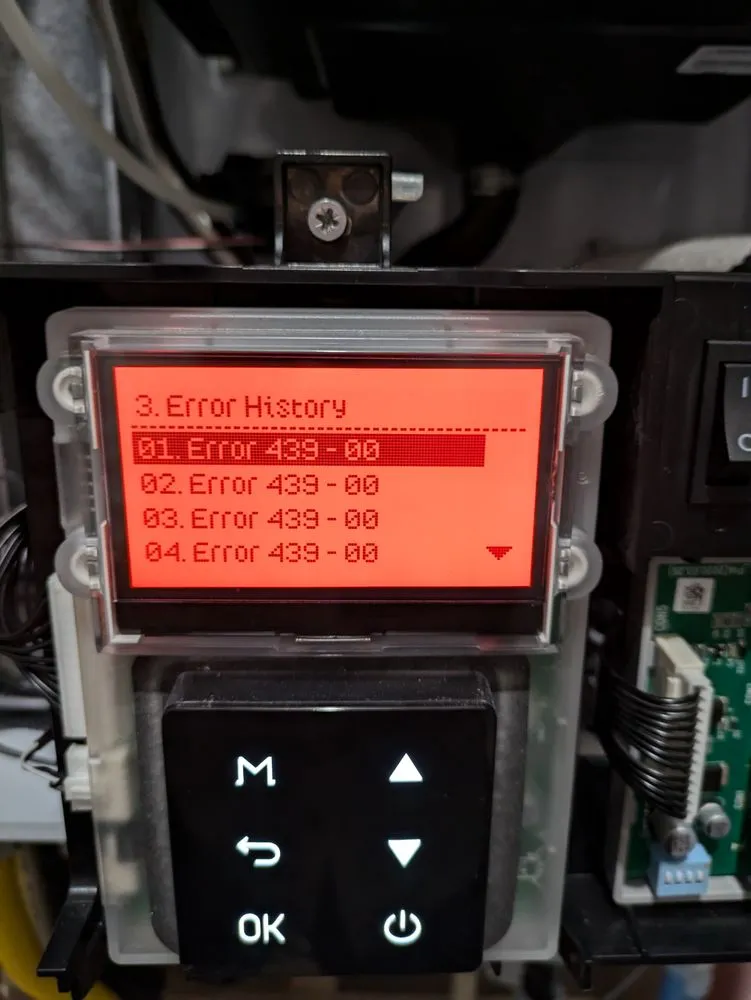 3. Error History
01. Error 439 - 00
02. Error 439 - 00
03. Error 439 - 00
04. Error 439 - 00
M
OK
CON5